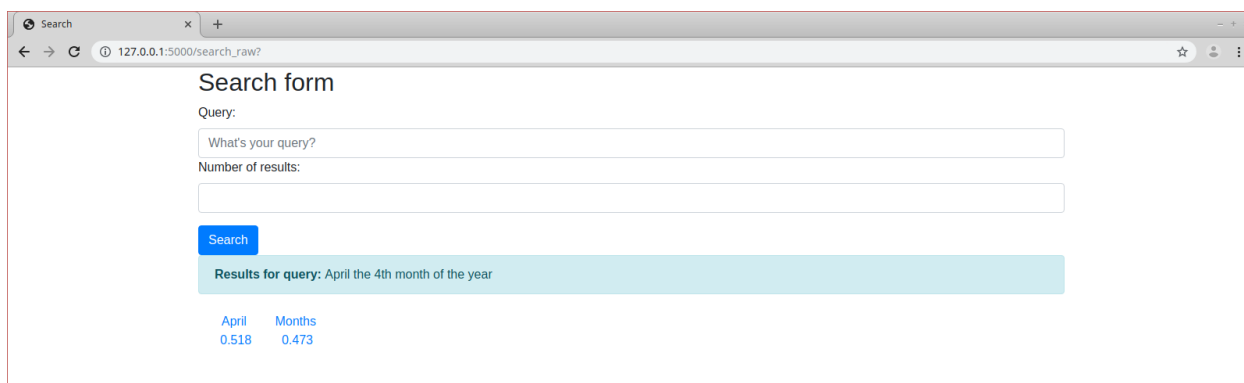 Search
127.0.0.1:5000/search_raw?
Search form
Query:
What's your query?
Number of results:
Search
Results for query: April the 4th month of the year
April Months
0.518 0.473